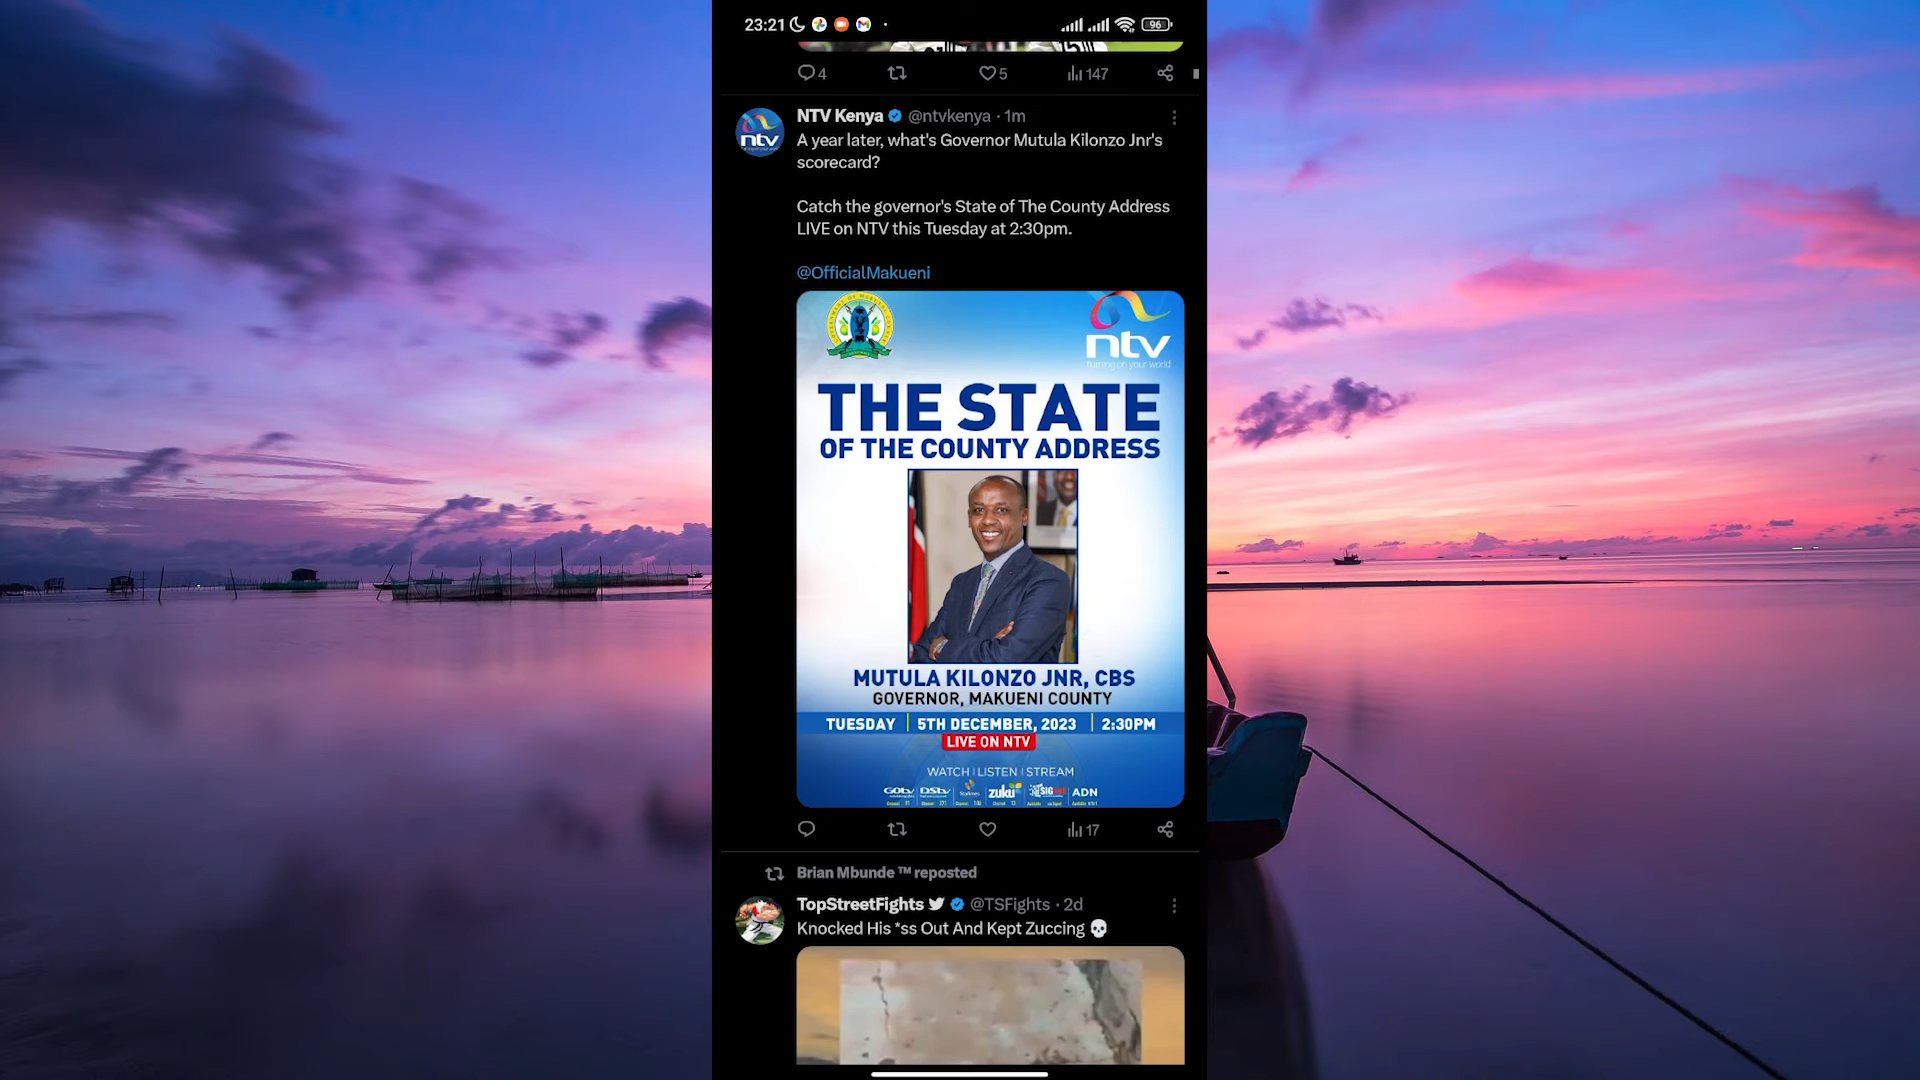 23:21
96
4
5
147
NTV Kenya @ntvkenya · 1m
A year later, what's Governor Mutula Kilonzo Jnr's
scorecard?
Catch the governor's State of The County Address
LIVE on NTV this Tuesday at 2:30pm.
@OfficialMakueni
ntv
THE STATE
OF THE COUNTY ADDRESS
MUTULA KILONZO JNR, CBS
GOVERNOR, MAKUENI COUNTY
TUESDAY | 5TH DECEMBER, 2023 | 2:30PM
LIVE ON NTV
WATCH | LISTEN | STREAM
GOtv DStv zuku ADN
17
Brian Mbunde ™ reposted
TopStreetFights @TSFights · 2d
Knocked His *ss Out And Kept Zuccing 💀